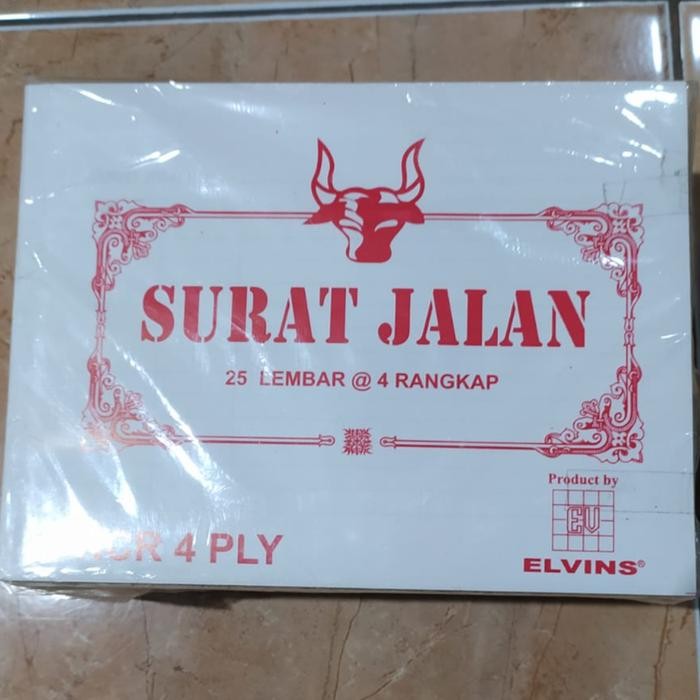 SURAT JALAN
25 LEMBAR @ 4 RANGKAP
Product by
EV
ELVINS®
4 PLY